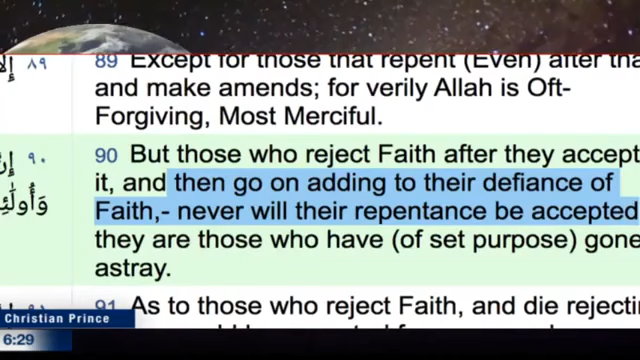 ٨٩
89 Except for those that repent (Even) after
and make amends; for verily Allah is Oft-
Forgiving, Most Merciful.
٩٠
90 But those who reject Faith after they accept
it, and then go on adding to their defiance of
Faith,- never will their repentance be accepted
they are those who have (of set purpose) gone
astray.
91 As to those who reject Faith, and die
Christian Prince
6:29